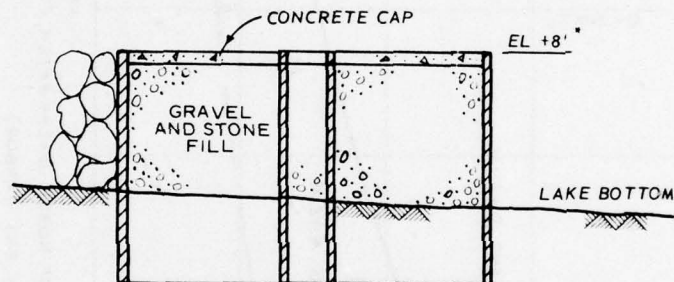 CONCRETE CAP
EL +8' *
GRAVEL
AND STONE
FILL
LAKE BOTTOM